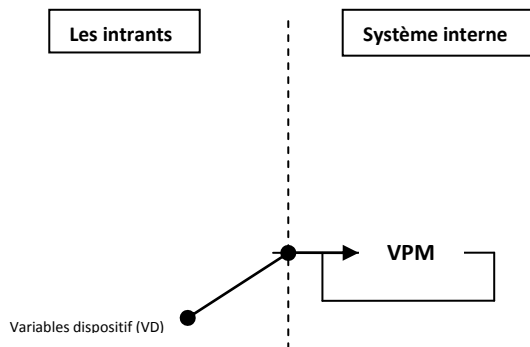 Les intrants
Système interne
VPM
Variables dispositif (VD)